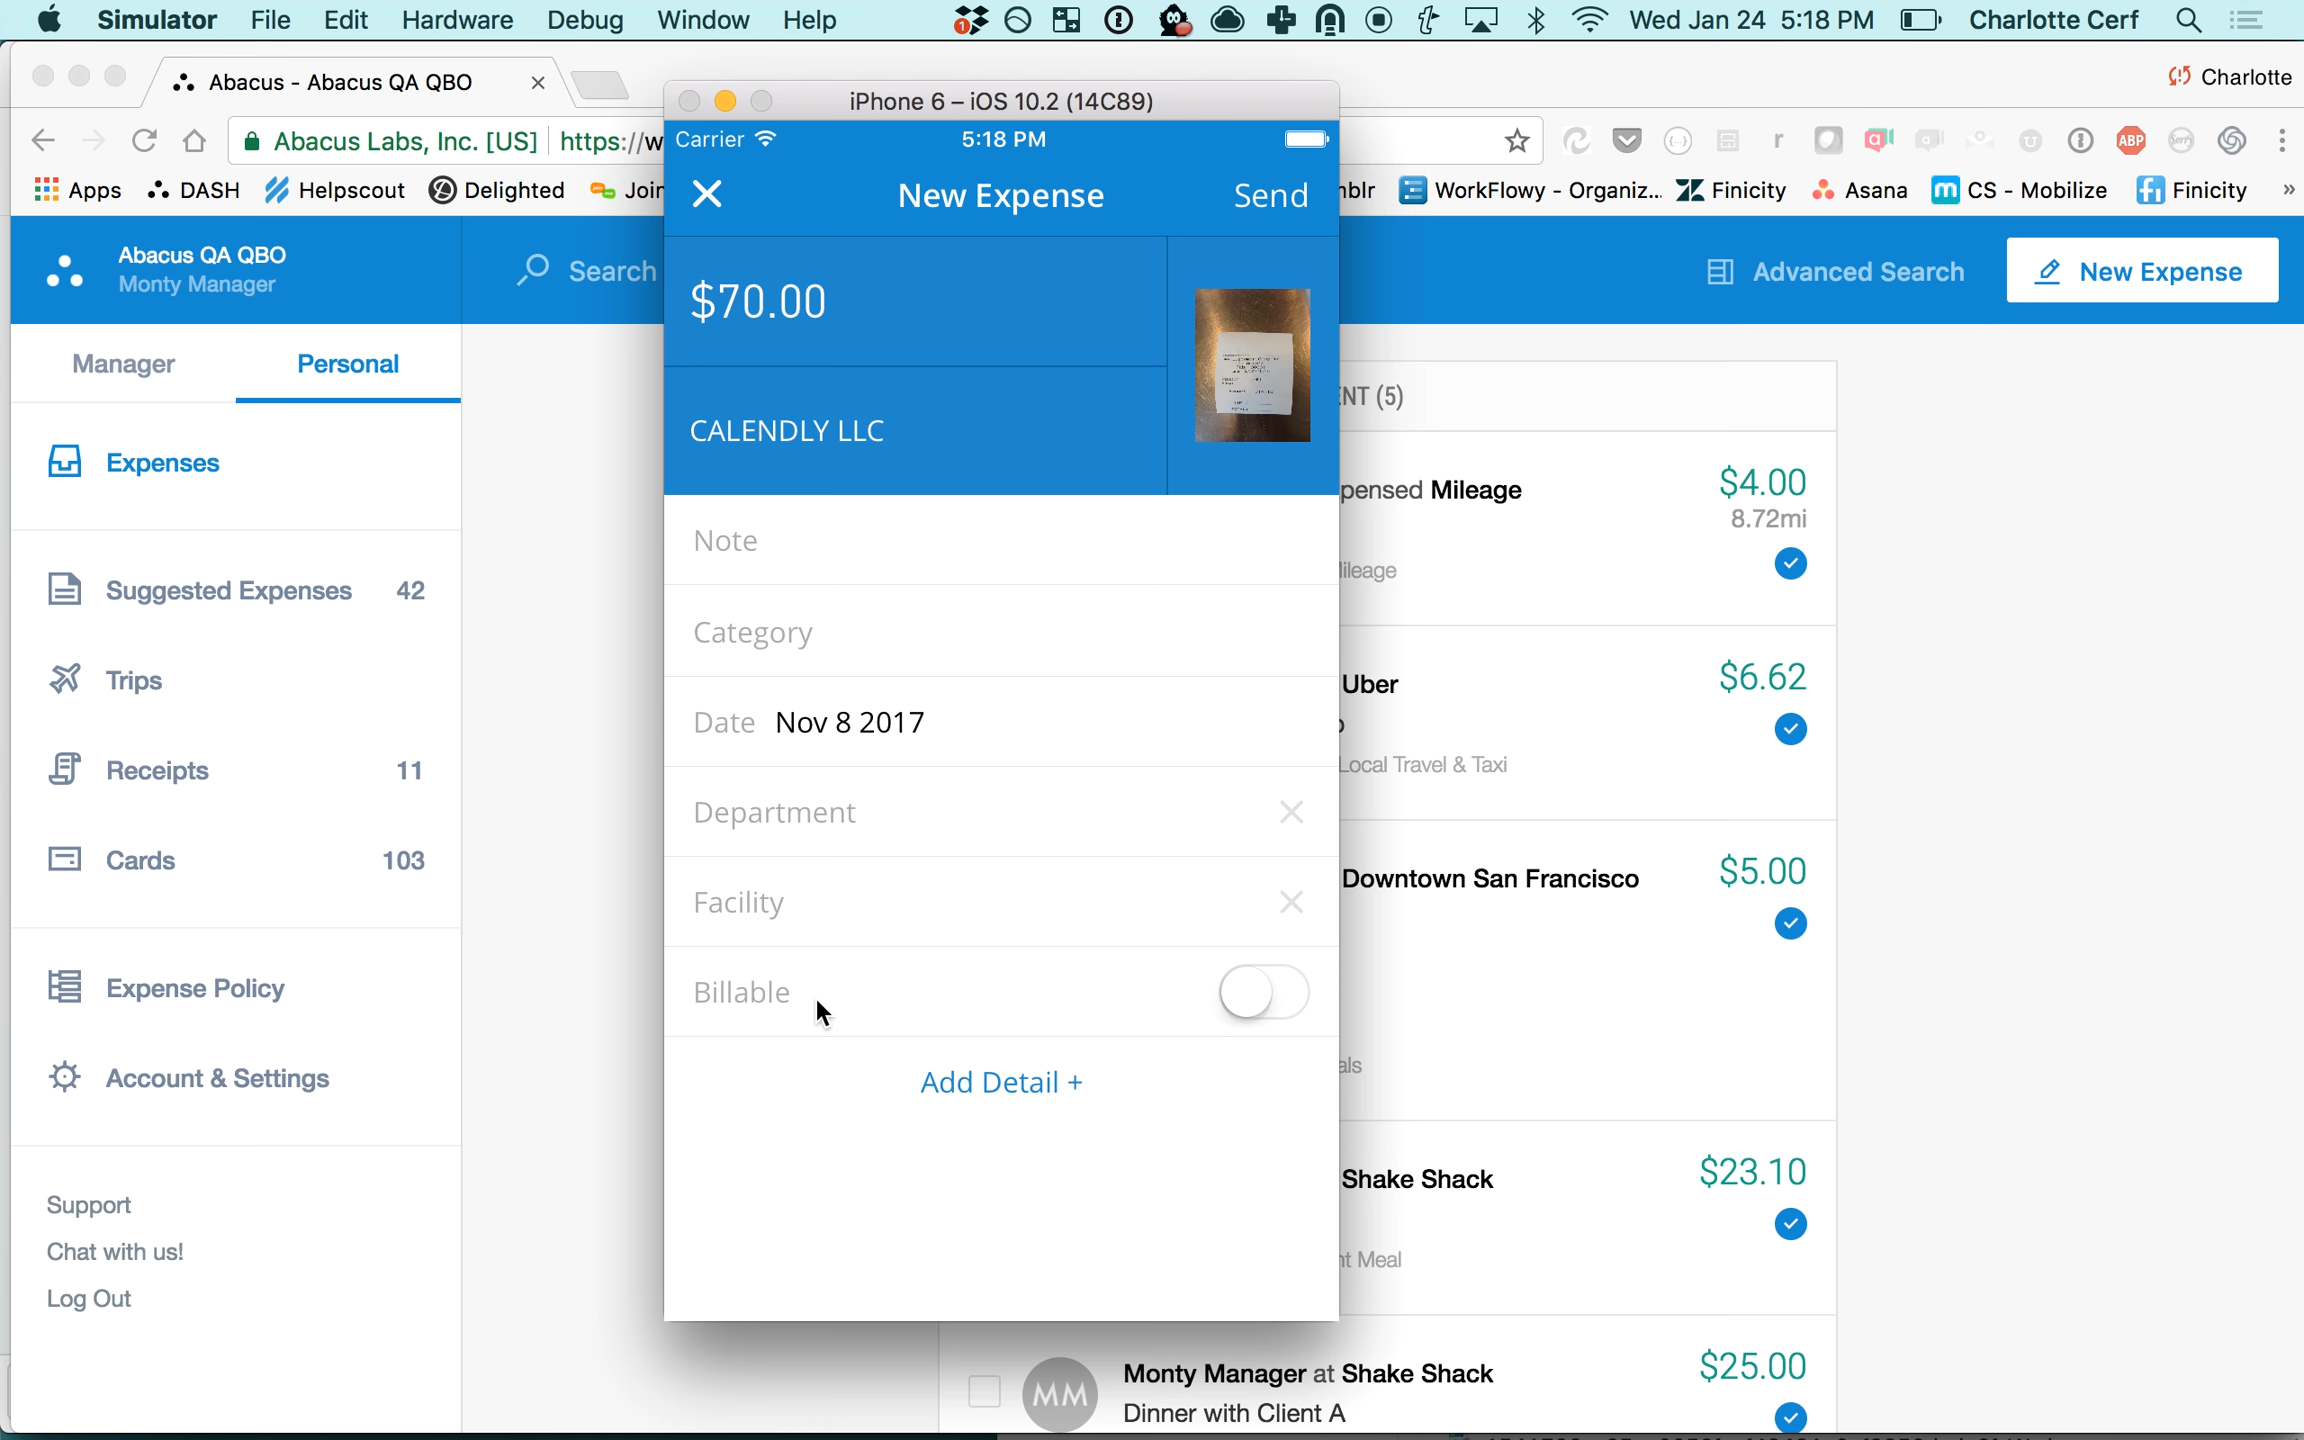 Simulator File Edit Hardware Debug Window Help 1 Wed Jan 24 5:18 PM Charlotte Cerf
Abacus - Abacus QA QBO Charlotte
Abacus Labs, Inc. [US] https://w ABP
Apps DASH Helpscout Delighted Join mblr WorkFlowy - Organiz... Finicity Asana CS - Mobilize Finicity »
Abacus QA QBO
Monty Manager
Search
Advanced Search
New Expense
Manager Personal
Expenses
Suggested Expenses 42
Trips
Receipts 11
Cards 103
Expense Policy
Account & Settings
Support
Chat with us!
Log Out
iPhone 6 – iOS 10.2 (14C89)
Carrier 5:18 PM
New Expense Send
$70.00
CALENDLY LLC
Note
Category
Date Nov 8 2017
Department
Facility
Billable
Add Detail +
ENT (5)
pensed Mileage $4.00
8.72mi
ileage
Uber $6.62
Local Travel & Taxi
Downtown San Francisco $5.00
als
Shake Shack $23.10
nt Meal
MM
Monty Manager at Shake Shack $25.00
Dinner with Client A